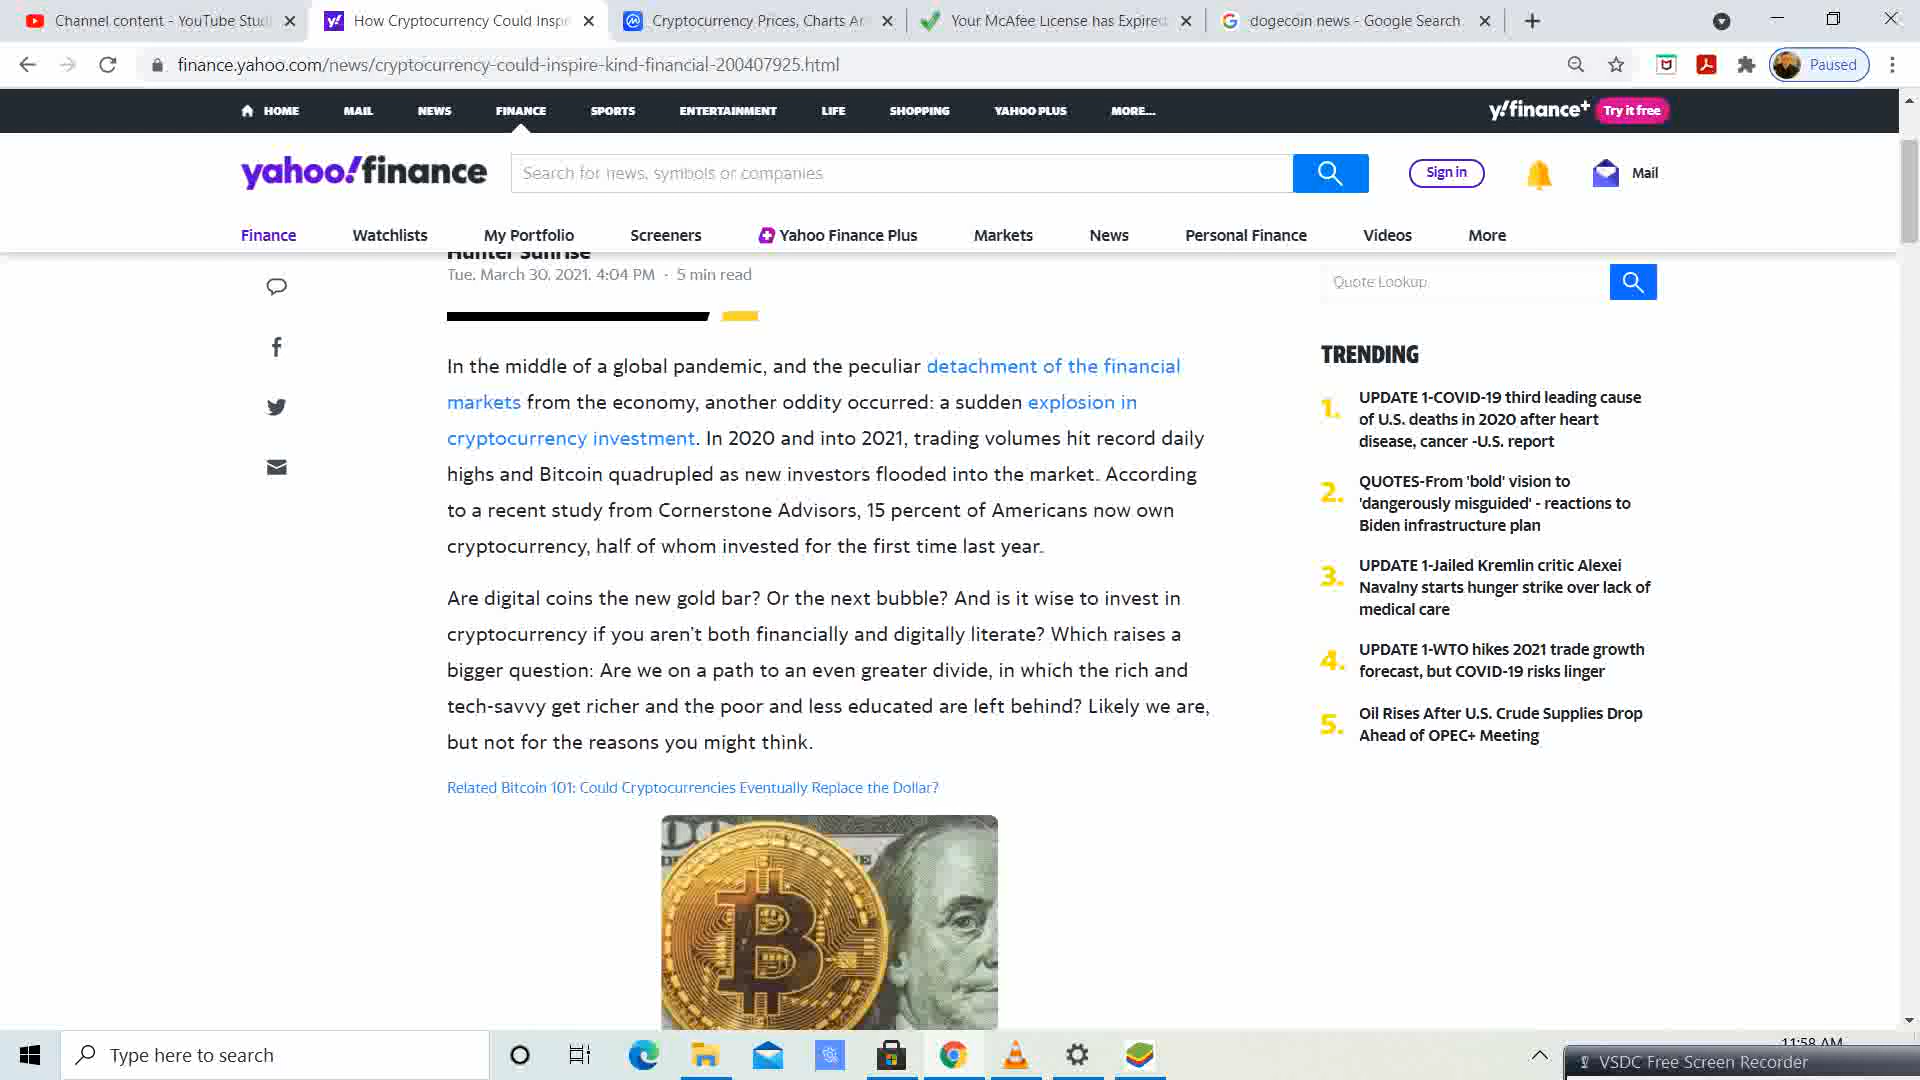 Channel content - YouTube Stud
How Cryptocurrency Could Inspi
Cryptocurrency Prices, Charts An
Your McAfee License has Expired
dogecoin news - Google Search
finance.yahoo.com/news/cryptocurrency-could-inspire-kind-financial-200407925.html
Paused
HOME MAIL NEWS FINANCE SPORTS ENTERTAINMENT LIFE SHOPPING YAHOO PLUS MORE...
y!finance+ Try it free
yahoo!finance
Search for news, symbols or companies
Sign in
Mail
Finance Watchlists My Portfolio Screeners Yahoo Finance Plus Markets News Personal Finance Videos More
Hunter Sunrise
Tue, March 30, 2021, 4:04 PM · 5 min read
In the middle of a global pandemic, and the peculiar detachment of the financial
markets from the economy, another oddity occurred: a sudden explosion in
cryptocurrency investment. In 2020 and into 2021, trading volumes hit record daily
highs and Bitcoin quadrupled as new investors flooded into the market. According
to a recent study from Cornerstone Advisors, 15 percent of Americans now own
cryptocurrency, half of whom invested for the first time last year.
Are digital coins the new gold bar? Or the next bubble? And is it wise to invest in
cryptocurrency if you aren't both financially and digitally literate? Which raises a
bigger question: Are we on a path to an even greater divide, in which the rich and
tech-savvy get richer and the poor and less educated are left behind? Likely we are,
but not for the reasons you might think.
Related Bitcoin 101: Could Cryptocurrencies Eventually Replace the Dollar?
Quote Lookup
TRENDING
1. UPDATE 1-COVID-19 third leading cause
of U.S. deaths in 2020 after heart
disease, cancer -U.S. report
2. QUOTES-From 'bold' vision to
'dangerously misguided' - reactions to
Biden infrastructure plan
3. UPDATE 1-Jailed Kremlin critic Alexei
Navalny starts hunger strike over lack of
medical care
4. UPDATE 1-WTO hikes 2021 trade growth
forecast, but COVID-19 risks linger
5. Oil Rises After U.S. Crude Supplies Drop
Ahead of OPEC+ Meeting
Type here to search
11:58 AM
VSDC Free Screen Recorder